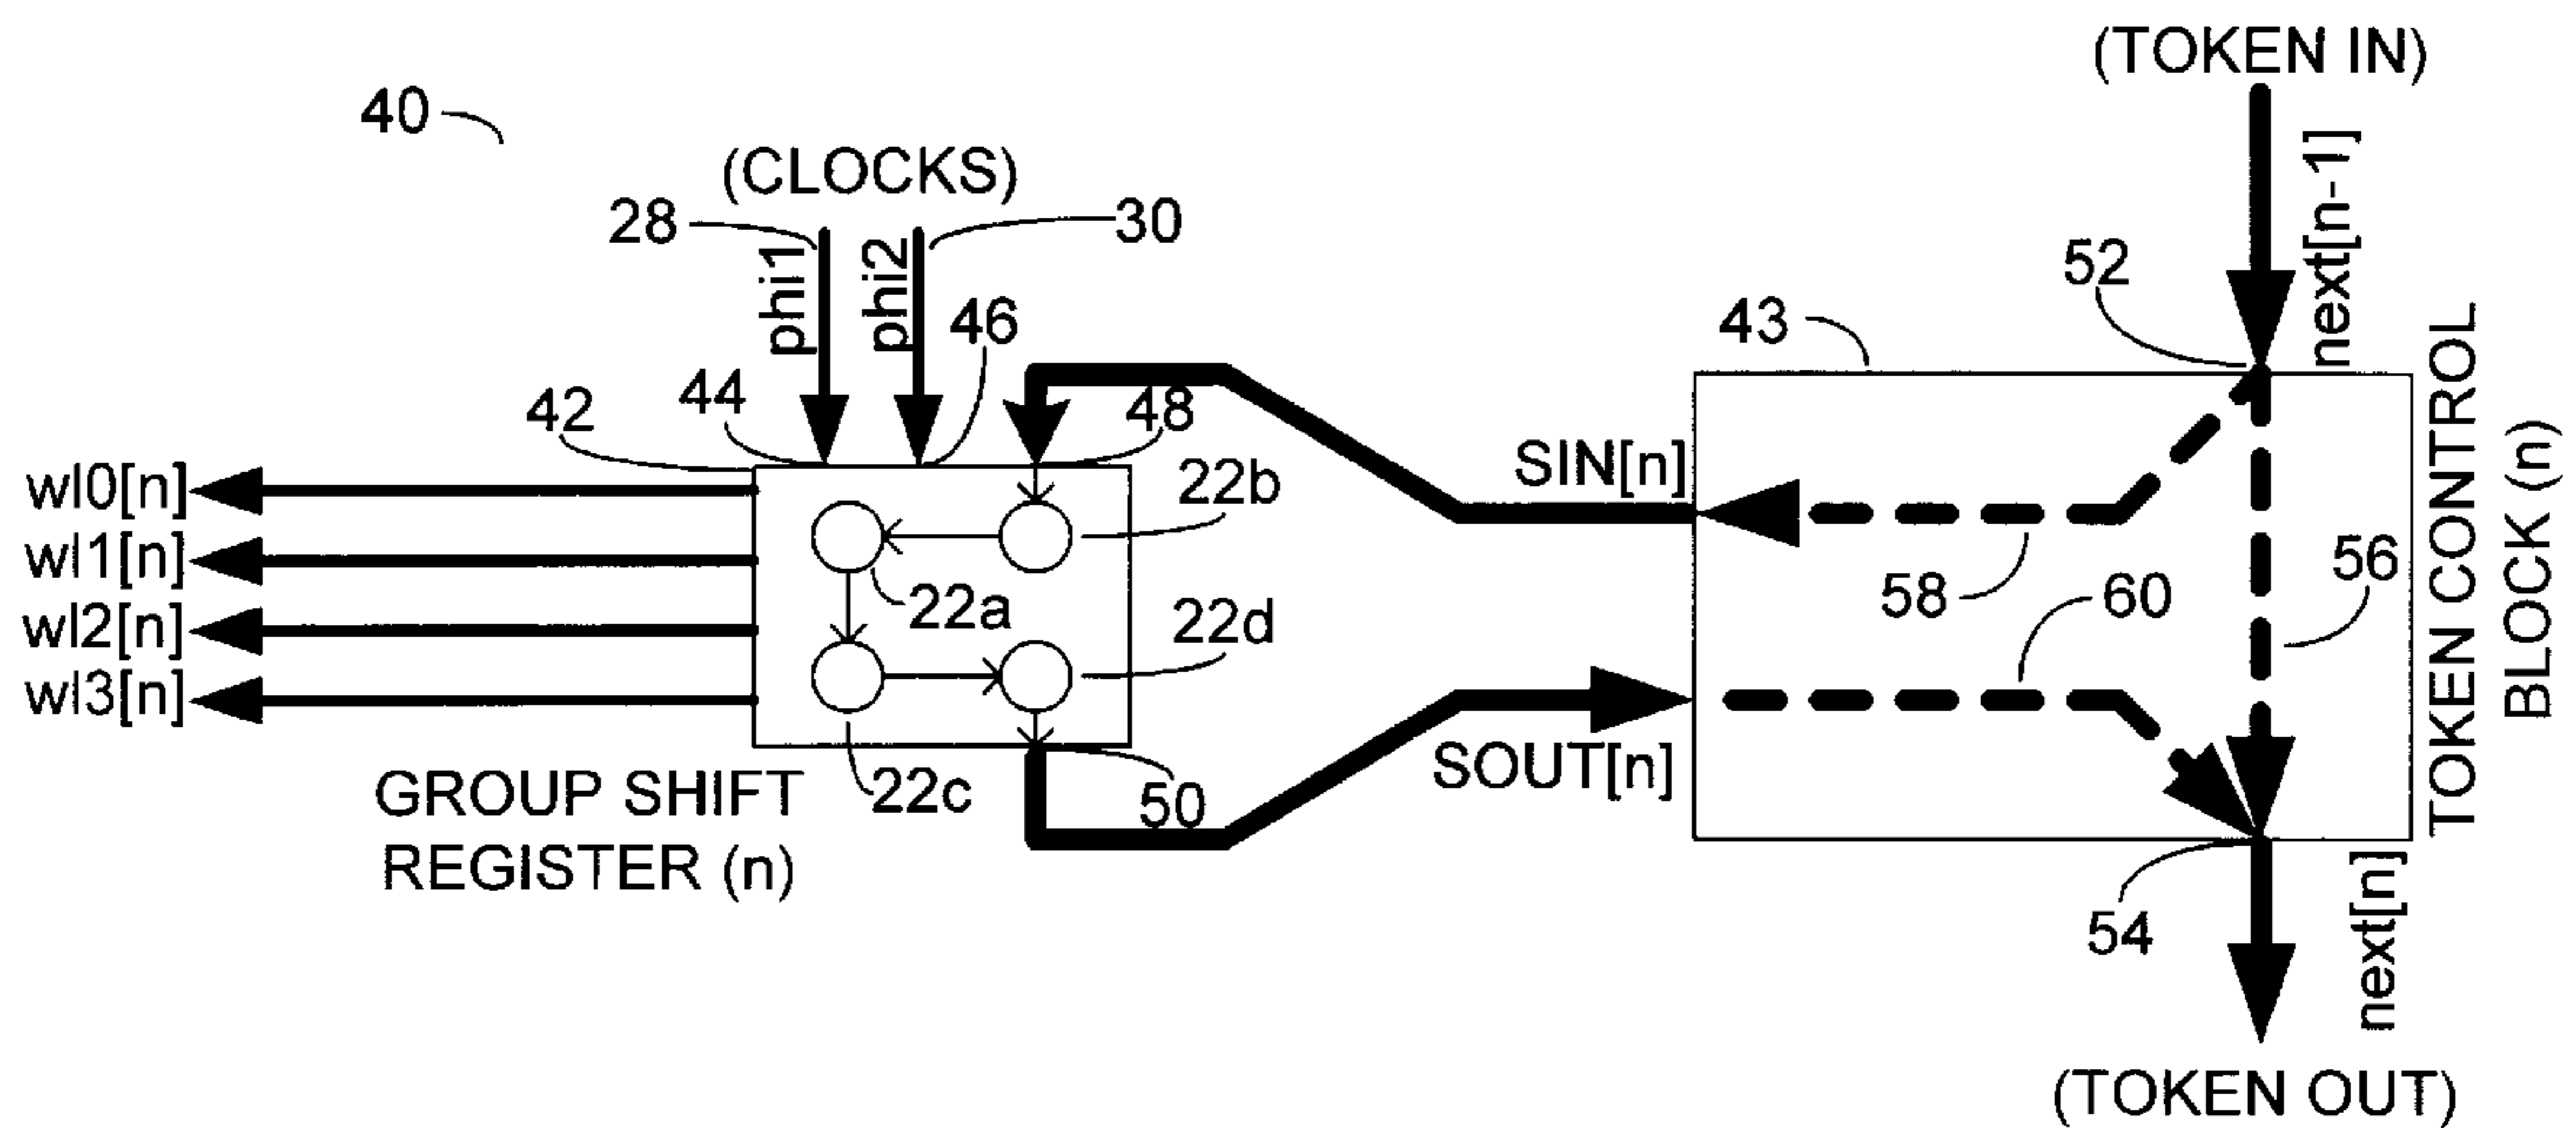 (TOKEN IN)
40
(CLOCKS)
28
30
phi1
phi2
next[n-1]
52
46
43
44
42
48
SIN[n]
22b
wl0[n]
wl1[n]
wl2[n]
wl3[n]
22a
22d
58
56
60
TOKEN CONTROL
BLOCK (n)
SOUT[n]
22c
50
GROUP SHIFT
REGISTER (n)
54
next[n]
(TOKEN OUT)